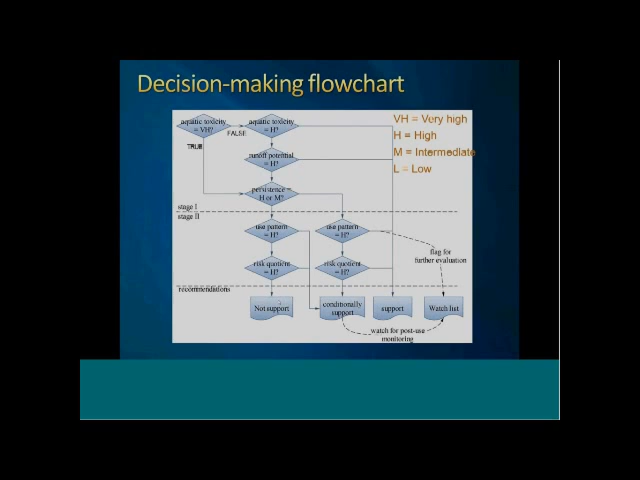 Decision-making flowchart
aquatic toxicity
= VH?
aquatic toxicity
= H?
FALSE
TRUE
VH = Very high
H = High
M = Intermediate
L = Low
runoff potential
= H?
persistence =
H or M?
stage I
stage II
use pattern
= H?
use pattern
= H?
flag for
further evaluation
risk quotient
= H?
risk quotient
= H?
recommendations
Not support
conditionally
support
support
Watch list
watch for post-use
monitoring